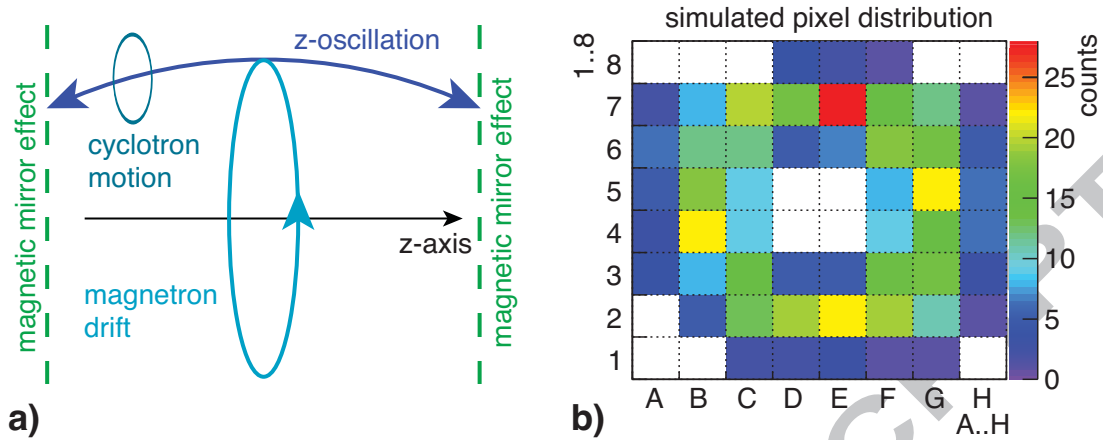 magnetic mirror effect
z-oscillation
cyclotron
motion
z-axis
magnetron
drift
magnetic mirror effect
a)
simulated pixel distribution
1..8
8
7
6
5
4
3
2
1
A B C D E F G H
A..H
counts
25
20
15
10
5
0
b)